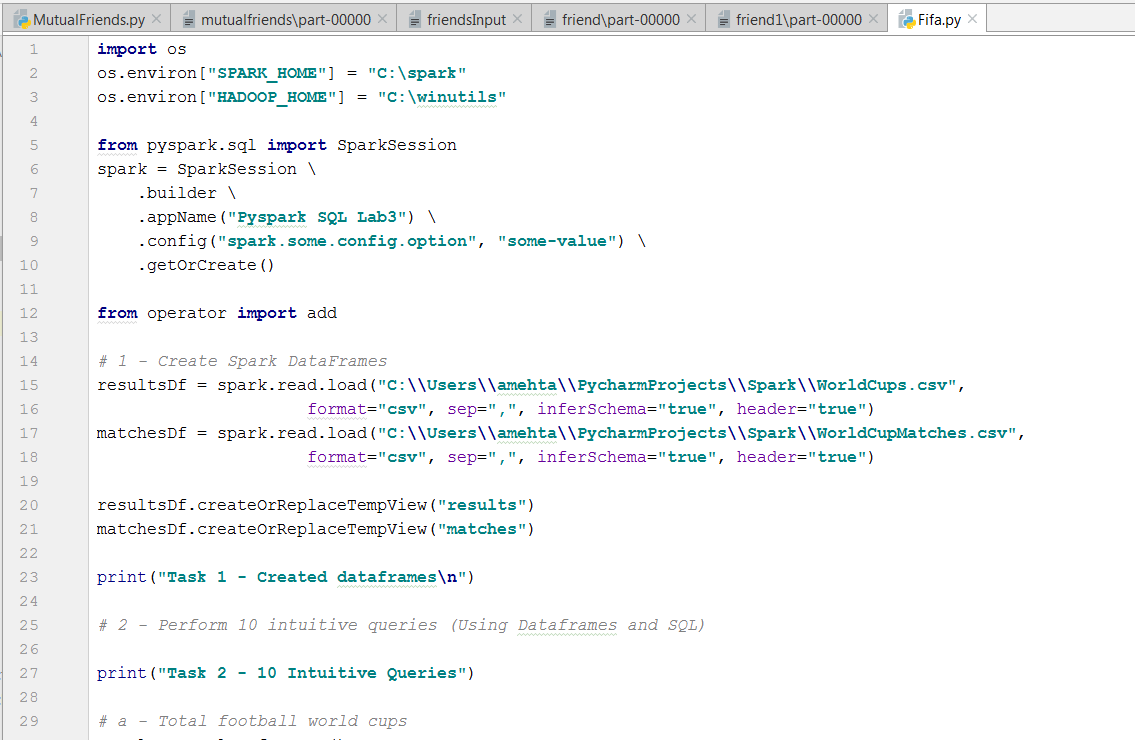 MutualFriends.py × mutualfriends\part-00000 × friendsInput × friend\part-00000 × friend1\part-00000 × Fifa.py ×
1 import os
2 os.environ["SPARK_HOME"] = "C:\spark"
3 os.environ["HADOOP_HOME"] = "C:\winutils"
4
5 from pyspark.sql import SparkSession
6 spark = SparkSession \
7     .builder \
8     .appName("Pyspark SQL Lab3") \
9     .config("spark.some.config.option", "some-value") \
10     .getOrCreate()
11
12 from operator import add
13
14 # 1 - Create Spark DataFrames
15 resultsDf = spark.read.load("C:\\Users\\amehta\\PycharmProjects\\Spark\\WorldCups.csv",
16                      format="csv", sep=",", inferSchema="true", header="true")
17 matchesDf = spark.read.load("C:\\Users\\amehta\\PycharmProjects\\Spark\\WorldCupMatches.csv",
18                      format="csv", sep=",", inferSchema="true", header="true")
19
20 resultsDf.createOrReplaceTempView("results")
21 matchesDf.createOrReplaceTempView("matches")
22
23 print("Task 1 - Created dataframes\n")
24
25 # 2 - Perform 10 intuitive queries (Using Dataframes and SQL)
26
27 print("Task 2 - 10 Intuitive Queries")
28
29 # a - Total football world cups